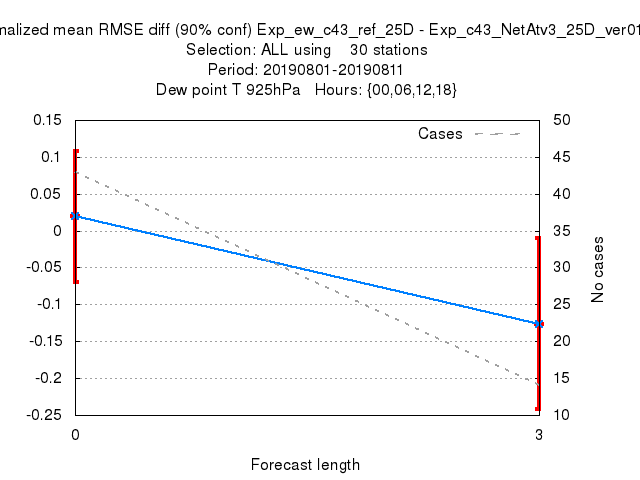 malized mean RMSE diff (90% conf) Exp_ew_c43_ref_25D - Exp_c43_NetAtv3_25D_ver01
Selection: ALL using 30 stations
Period: 20190801-20190811
Dew point T 925hPa Hours: {00,06,12,18}
0.15 50
Cases
0.1 45
0.05 40
0 35
-0.05 30
-0.1 25
-0.15 20
-0.2 15
-0.25 10
No cases
0 3
Forecast length